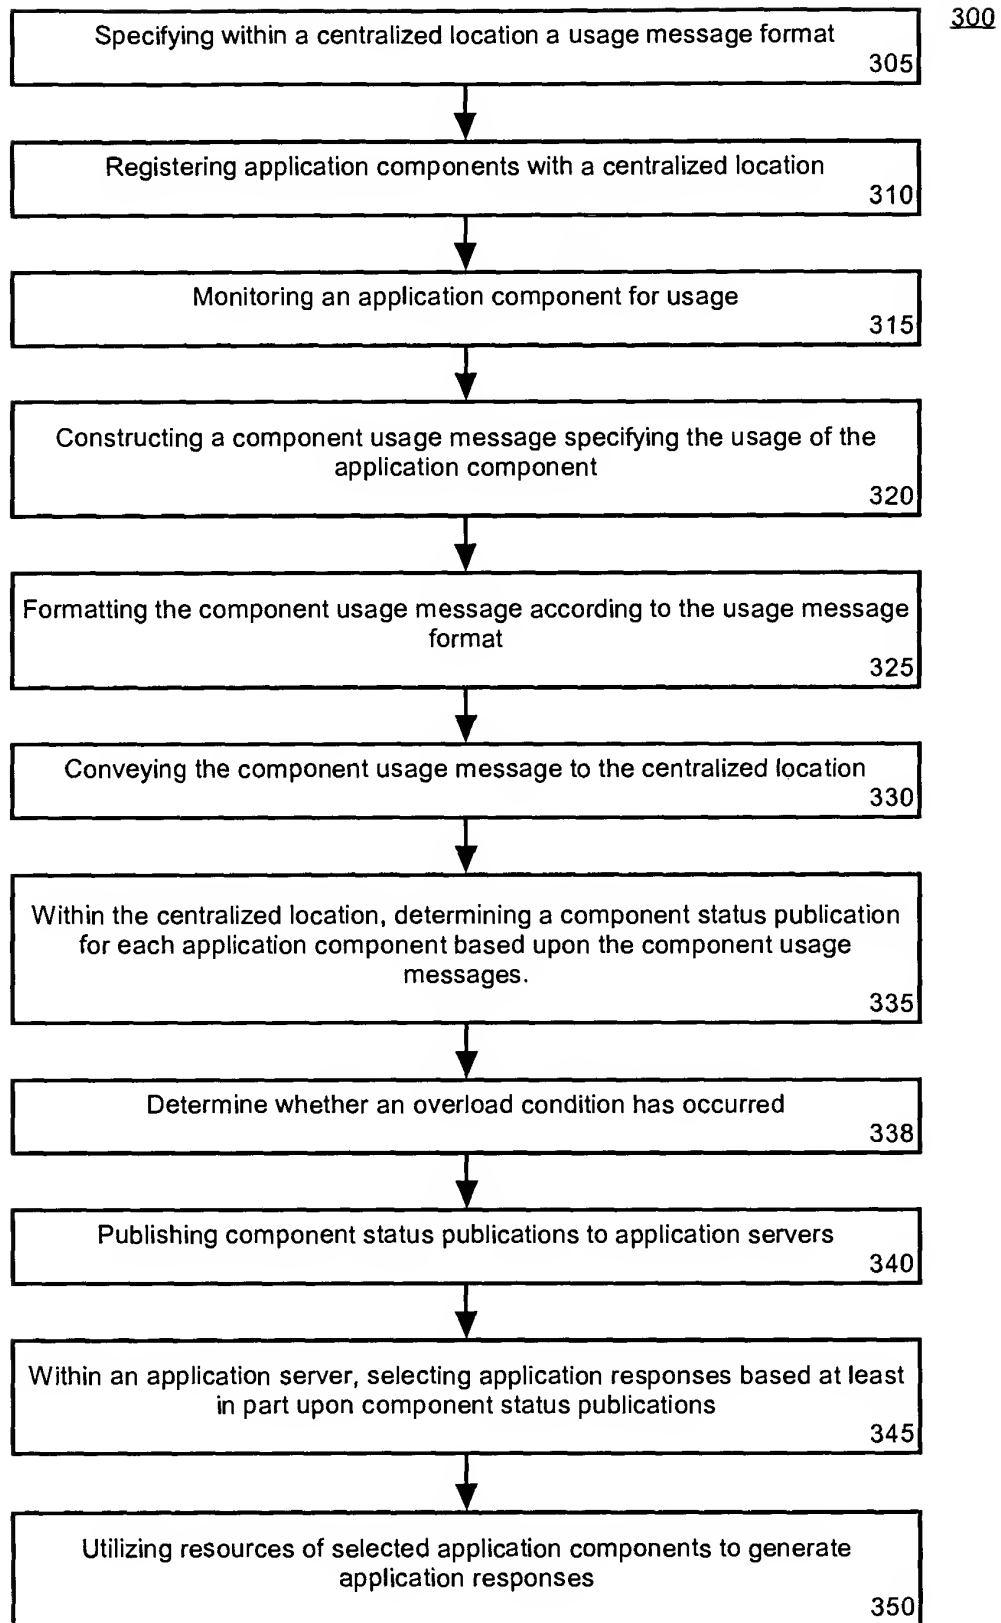 300
Specifying within a centralized location a usage message format
305
Registering application components with a centralized location
310
Monitoring an application component for usage
315
Constructing a component usage message specifying the usage of the
application component
320
Formatting the component usage message according to the usage message
format
325
Conveying the component usage message to the centralized location
330
Within the centralized location, determining a component status publication
for each application component based upon the component usage
messages.
335
Determine whether an overload condition has occurred
338
Publishing component status publications to application servers
340
Within an application server, selecting application responses based at least
in part upon component status publications
345
Utilizing resources of selected application components to generate
application responses
350